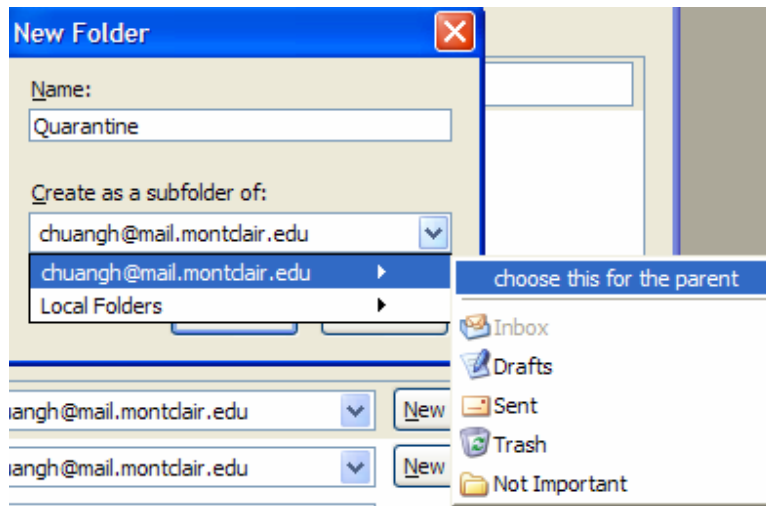 New Folder
Name:
Quarantine
Create as a subfolder of:
chuangh@mail.montclair.edu
chuangh@mail.montclair.edu
choose this for the parent
Local Folders
Inbox
Drafts
uangh@mail.montclair.edu
New
Sent
Trash
uangh@mail.montclair.edu
New
Not Important